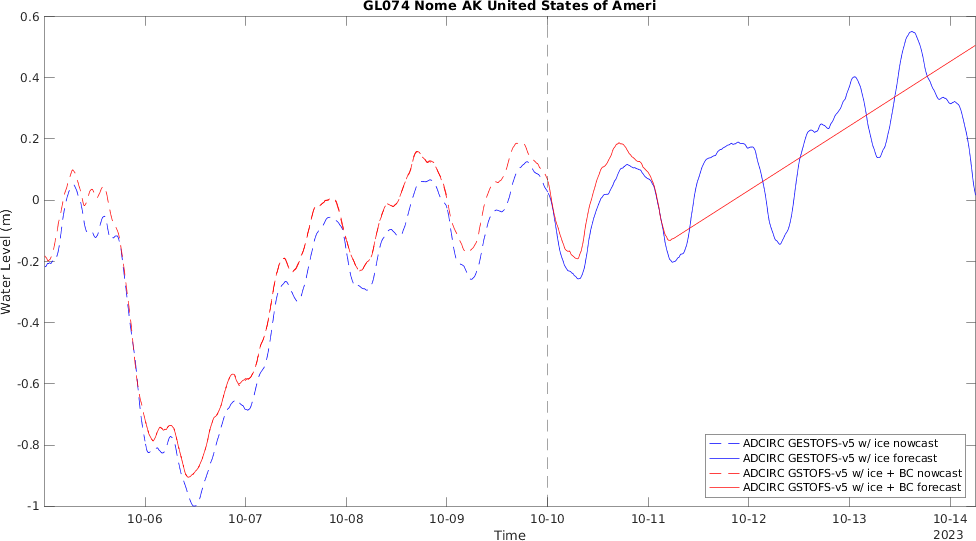 GL074 Nome AK United States of Ameri
0.6
0.4
0.2
0
-0.2
-0.4
-0.6
-0.8
-1
Water Level (m)
10-06 10-07 10-08 10-09 10-10 10-11 10-12 10-13 10-14
2023
Time
ADCIRC GESTOFS-v5 w/ ice nowcast
ADCIRC GESTOFS-v5 w/ ice forecast
ADCIRC GSTOFS-v5 w/ ice + BC nowcast
ADCIRC GSTOFS-v5 w/ ice + BC forecast